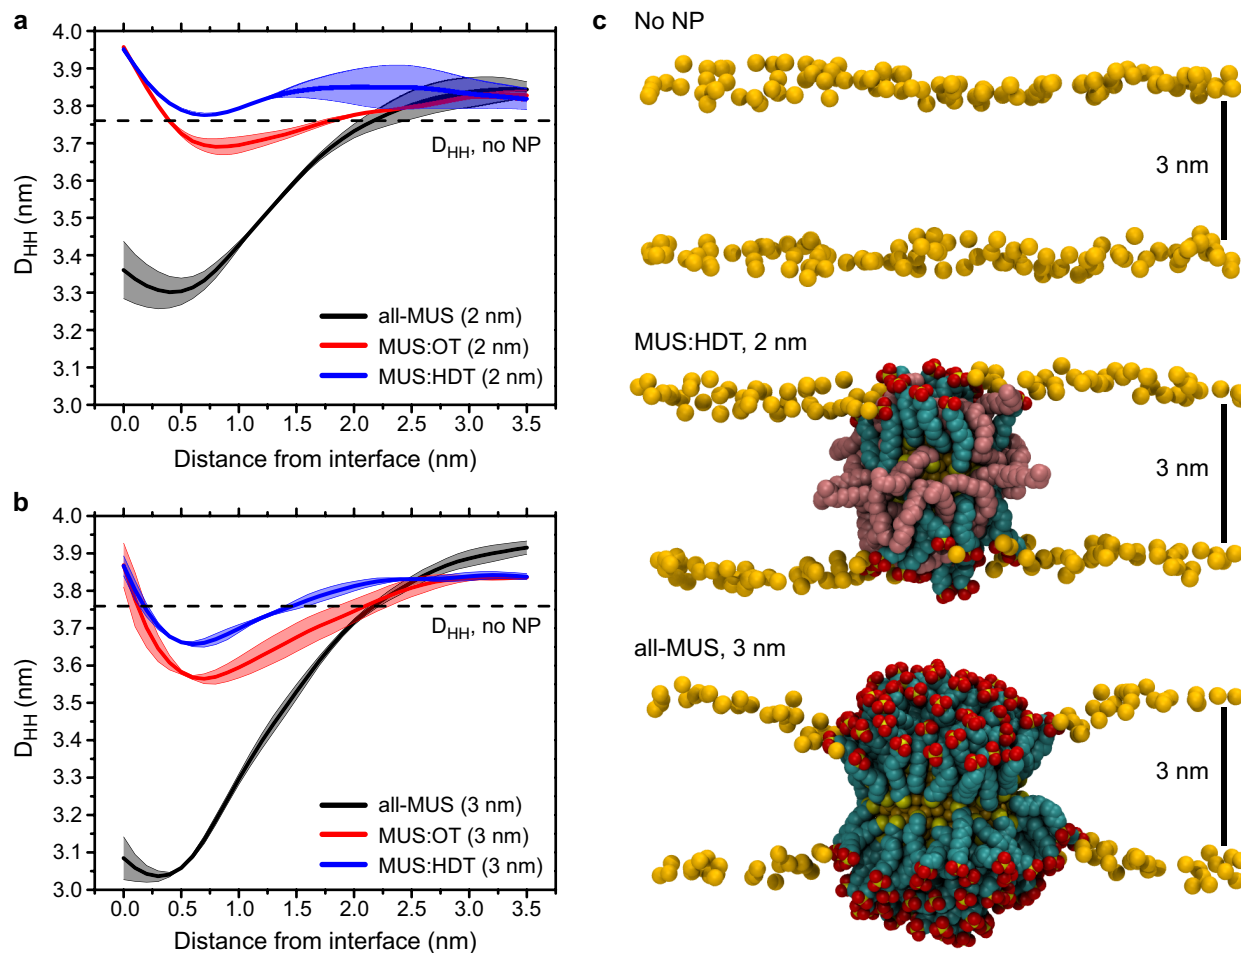 a
4.0
3.9
3.8
3.7
3.6
3.5
3.4
3.3
3.2
3.1
3.0
D_HH (nm)
D_HH, no NP
all-MUS (2 nm)
MUS:OT (2 nm)
MUS:HDT (2 nm)
0.0 0.5 1.0 1.5 2.0 2.5 3.0 3.5
Distance from interface (nm)
b
4.0
3.9
3.8
3.7
3.6
3.5
3.4
3.3
3.2
3.1
3.0
D_HH (nm)
D_HH, no NP
all-MUS (3 nm)
MUS:OT (3 nm)
MUS:HDT (3 nm)
0.0 0.5 1.0 1.5 2.0 2.5 3.0 3.5
Distance from interface (nm)
c
No NP
3 nm
MUS:HDT, 2 nm
3 nm
all-MUS, 3 nm
3 nm